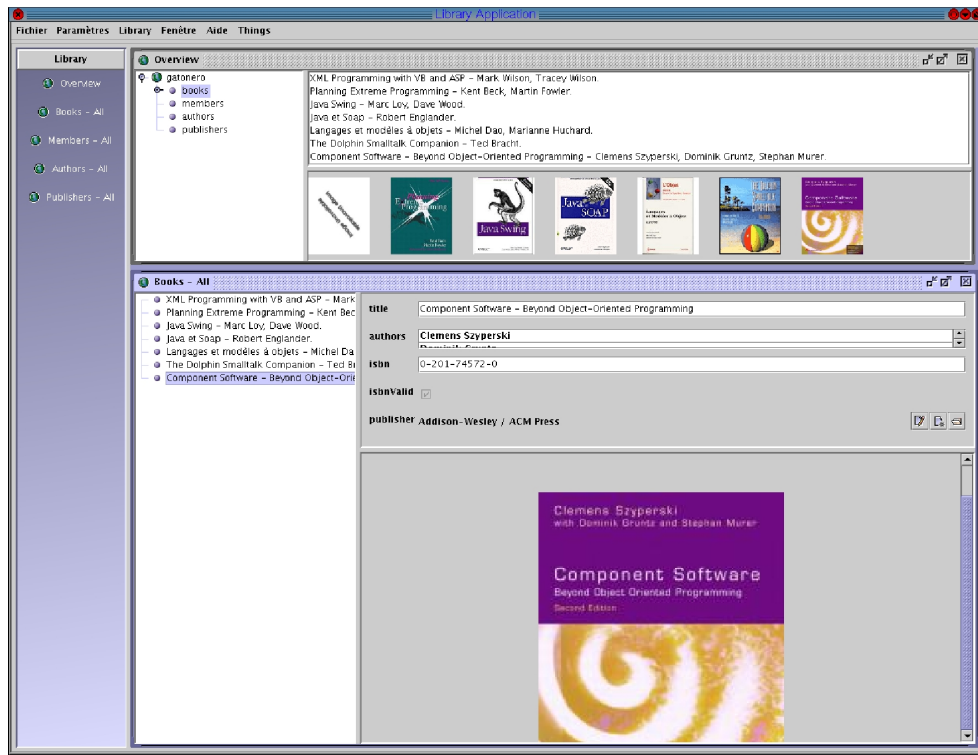 Library Application
Fichier Paramètres Library Fenêtre Aide Things
Library
Overview
Books - All
Members - All
Authors - All
Publishers - All
Overview
gatonero
books
members
authors
publishers
XML Programming with VB and ASP - Mark Wilson, Tracey Wilson.
Planning Extreme Programming - Kent Beck, Martin Fowler.
Java Swing - Marc Loy, Dave Wood.
Java et Soap - Robert Englander.
Langages et modéles à objets - Michel Dao, Marianne Huchard.
The Dolphin Smalltalk Companion - Ted Bracht.
Component Software - Beyond Object-Oriented Programming - Clemens Szyperski, Dominik Gruntz, Stephan Murer.
Java Swing
Java
SOAP
Books - All
XML Programming with VB and ASP - Mark
Planning Extreme Programming - Kent Bec
Java Swing - Marc Loy, Dave Wood.
Java et Soap - Robert Englander.
Langages et modéles à objets - Michel Da
The Dolphin Smalltalk Companion - Ted Br
Component Software - Beyond Object-Orie
title Component Software - Beyond Object-Oriented Programming
authors Clemens Szyperski
Dominik Gruntz
isbn 0-201-74572-0
isbnValid
publisher Addison-Wesley / ACM Press
Clemens Szyperski
with Dominik Gruntz and Stephan Murer
Component Software
Beyond Object Oriented Programming
Second Edition